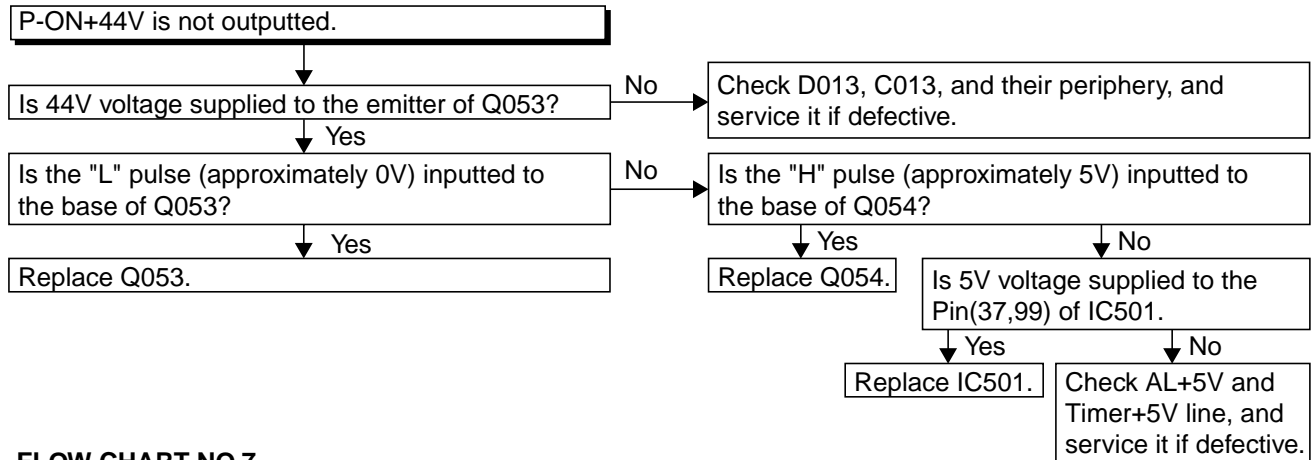 P-ON+44V is not outputted.
Is 44V voltage supplied to the emitter of Q053?
No
Check D013, C013, and their periphery, and
service it if defective.
Yes
Is the "L" pulse (approximately 0V) inputted to
the base of Q053?
No
Is the "H" pulse (approximately 5V) inputted to
the base of Q054?
Yes
Replace Q053.
Yes
Replace Q054.
No
Is 5V voltage supplied to the
Pin(37,99) of IC501.
Yes
Replace IC501.
No
Check AL+5V and
Timer+5V line, and
service it if defective.
FLOW CHART NO.7